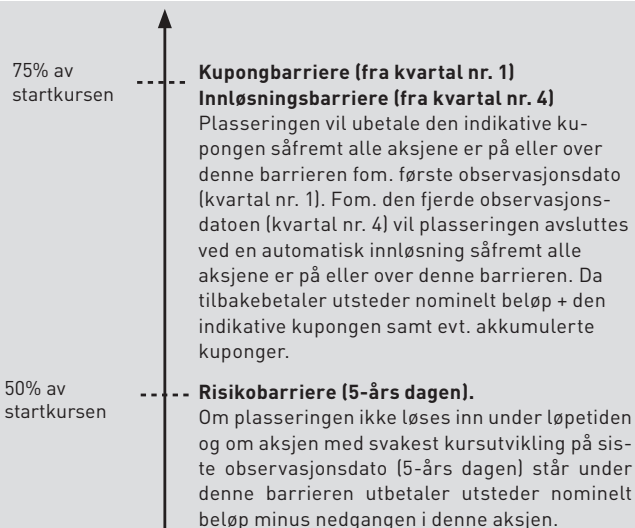 75% av
startkursen
Kupongbarriere (fra kvartal nr. 1)
Innløsningsbarriere (fra kvartal nr. 4)
Plasseringen vil ubetale den indikative ku-
pongen såfremt alle aksjene er på eller over
denne barrieren fom. første observasjonsdato
(kvartal nr. 1). Fom. den fjerde observasjons-
datoen (kvartal nr. 4) vil plasseringen avsluttes
ved en automatisk innløsning såfremt alle
aksjene er på eller over denne barrieren. Da
tilbakebetaler utsteder nominelt beløp + den
indikative kupongen samt evt. akkumulerte
kuponger.
50% av
startkursen
Risikobarriere (5-års dagen).
Om plasseringen ikke løses inn under løpetiden
og om aksjen med svakest kursutvikling på sis-
te observasjonsdato (5-års dagen) står under
denne barrieren utbetaler utsteder nominelt
beløp minus nedgangen i denne aksjen.